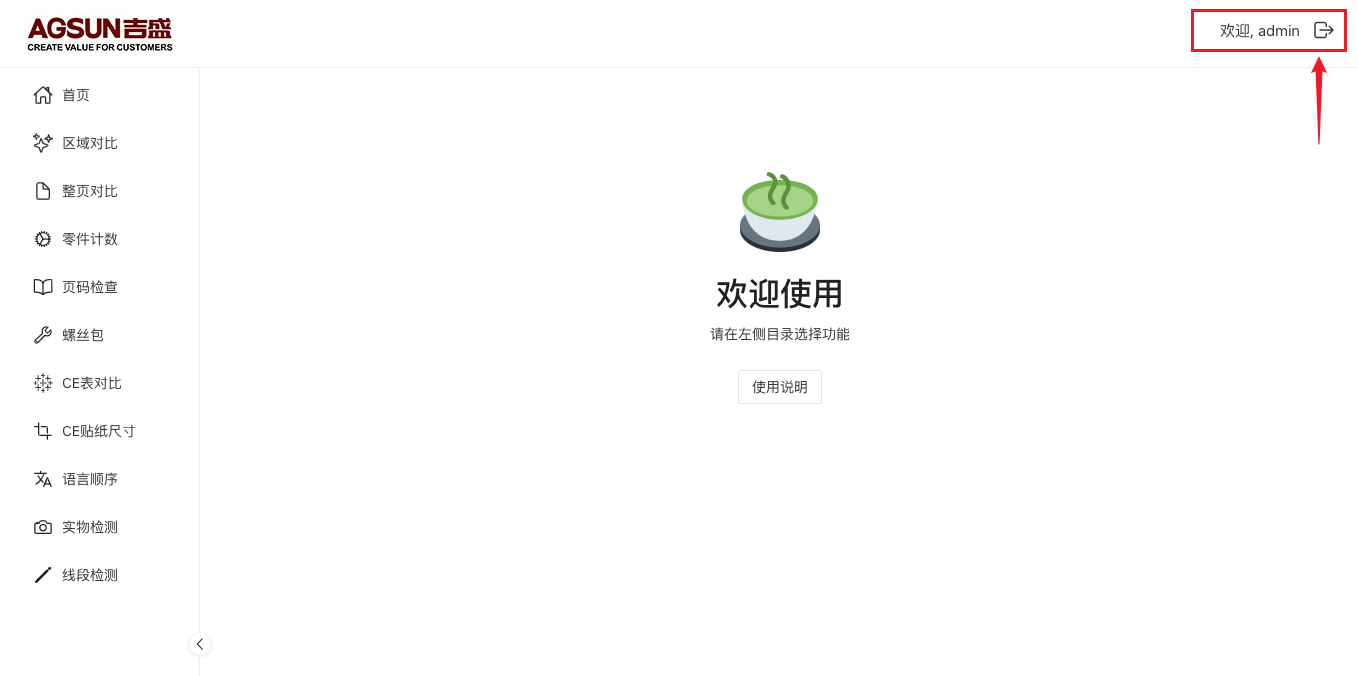 AGSUN吉盛
CREATE VALUE FOR CUSTOMERS
欢迎, admin
首页
区域对比
整页对比
零件计数
页码检查
螺丝包
CE表对比
CE贴纸尺寸
语言顺序
实物检测
线段检测
欢迎使用
请在左侧目录选择功能
使用说明